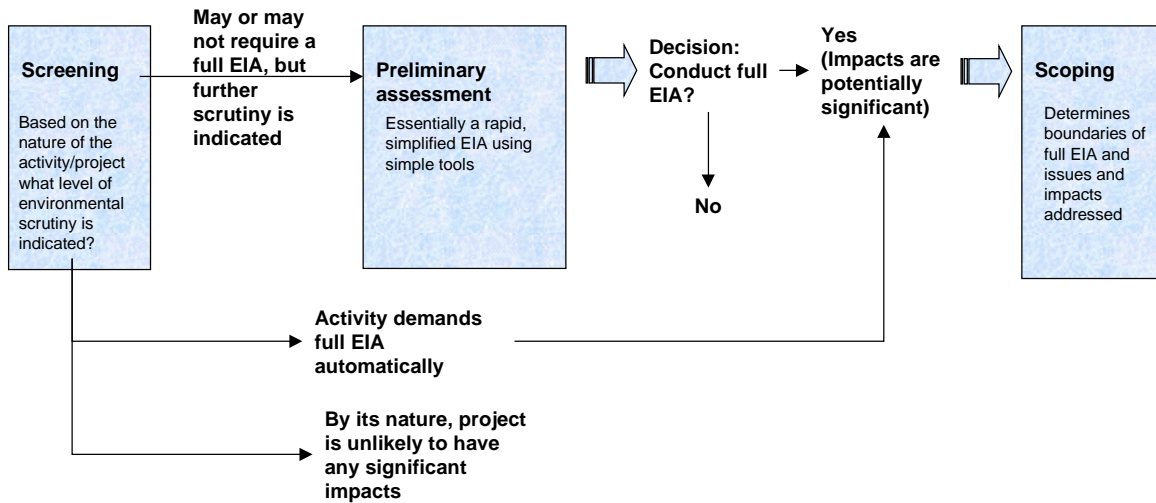 Screening
Based on the
nature of the
activity/project
what level of
environmental
scrutiny is
indicated?
May or may
not require a
full EIA, but
further
scrutiny is
indicated
Preliminary
assessment
Essentially a rapid,
simplified EIA using
simple tools
Decision:
Conduct full
EIA?
No
Yes
(Impacts are
potentially
significant)
Scoping
Determines
boundaries of
full EIA and
issues and
impacts
addressed
Activity demands
full EIA
automatically
By its nature, project
is unlikely to have
any significant
impacts